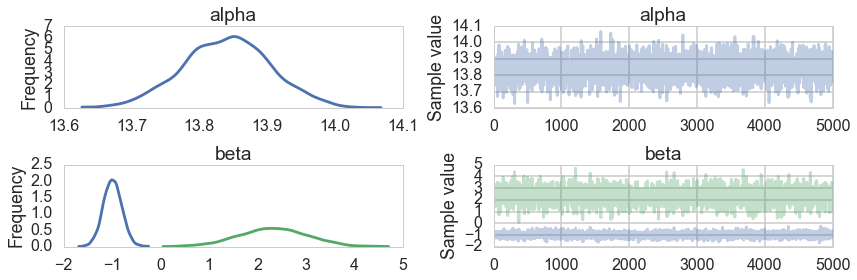 alpha
Frequency
7
6
5
4
3
2
1
0
13.6 13.7 13.8 13.9 14.0 14.1
alpha
Sample value
14.1
14.0
13.9
13.8
13.7
13.6
0 1000 2000 3000 4000 5000
beta
Frequency
2.5
2.0
1.5
1.0
0.5
0.0
−2 −1 0 1 2 3 4 5
beta
Sample value
5
4
3
2
1
0
−1
−2
0 1000 2000 3000 4000 5000